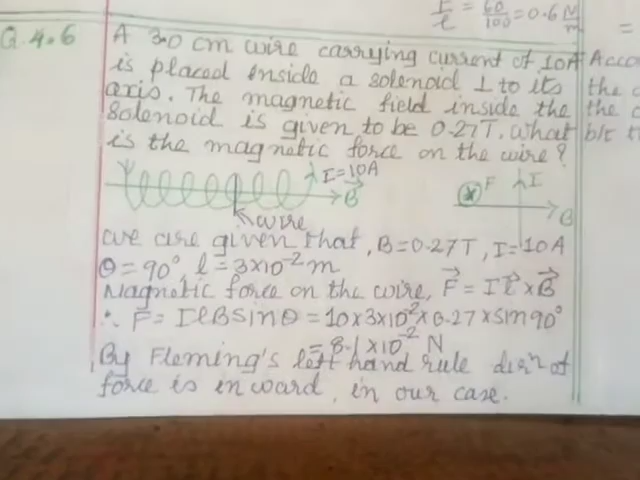 F/l = 60/100 = 0.6 N/m
Q.4.6 A 3.0 cm wire carrying current of 10A
is placed inside a solenoid ⊥ to its
axis. The magnetic field inside the
solenoid is given to be 0.27T. What
is the magnetic force on the wire?
I=10A
B⃗
wire
F
I
B
we are given that, B=0.27T, I=10A
θ=90°, l=3×10⁻² m
Magnetic force on the wire, F⃗ = I l⃗ × B⃗
∴ F = IlBsinθ = 10×3×10⁻²×0.27×sin90°
= 8.1×10⁻² N
By Fleming's left hand rule dirⁿ of
force is inward, in our case.